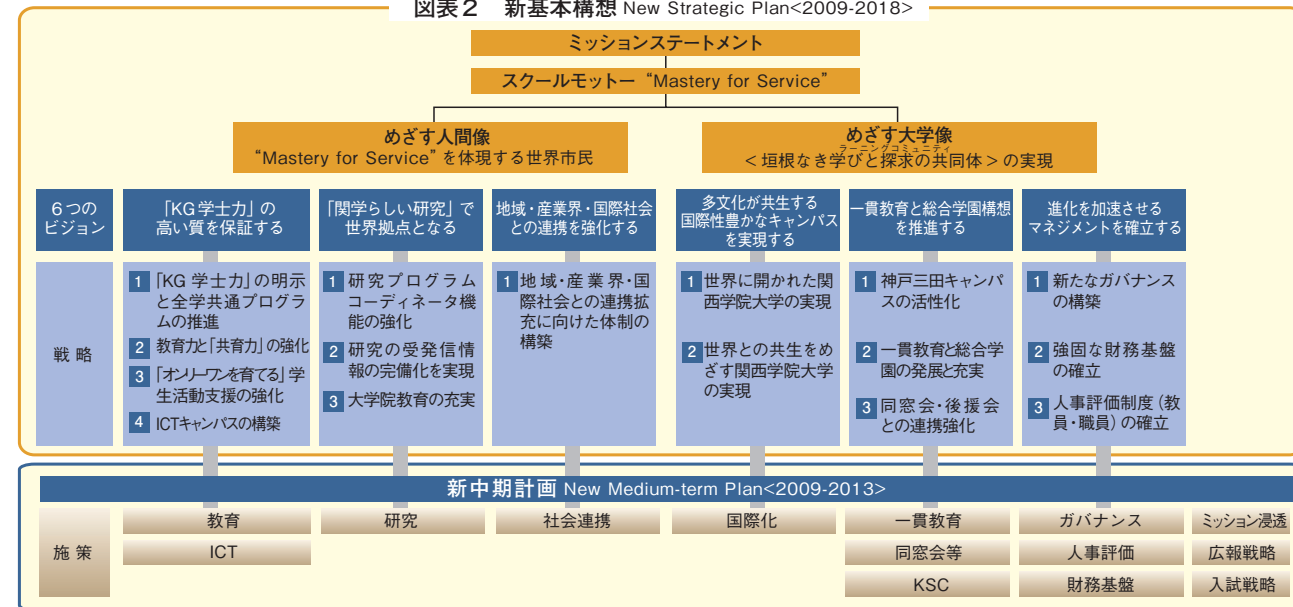 図表2 新基本構想 New Strategic Plan<2009-2018>
ミッションステートメント
スクールモットー “Mastery for Service”
めざす人間像
“Mastery for Service” を体現する世界市民
めざす大学像
ラーニングコミュニティ
<垣根なき学びと探求の共同体>の実現
6つの
ビジョン
「KG学士力」の
高い質を保証する
「関学らしい研究」で
世界拠点となる
地域・産業界・国際社会
との連携を強化する
多文化が共生する
国際性豊かなキャンパス
を実現する
一貫教育と総合学園構想
を推進する
進化を加速させる
マネジメントを確立する
戦略
1 「KG 学士力」の明示
と全学共通プログラ
ムの推進
2 教育力と「共育力」の強化
3 「オンリーワンを育てる」学
生活動支援の強化
4 ICTキャンパスの構築
1 研究プログラム
コーディネータ機
能の強化
2 研究の受発信情
報の完備化を実現
3 大学院教育の充実
1 地域・産業界・国
際社会との連携拡
充に向けた体制の
構築
1 世界に開かれた関
西学院大学の実現
2 世界との共生をめ
ざす関西学院大学
の実現
1 神戸三田キャンパ
スの活性化
2 一貫教育と総合学
園の発展と充実
3 同窓会・後援会
との連携強化
1 新たなガバナンス
の構築
2 強固な財務基盤
の確立
3 人事評価制度(教
員・職員)の確立
新中期計画 New Medium-term Plan<2009-2013>
施策
教育
研究
社会連携
国際化
一貫教育
ガバナンス
ミッション浸透
ICT
同窓会等
人事評価
広報戦略
KSC
財務基盤
入試戦略